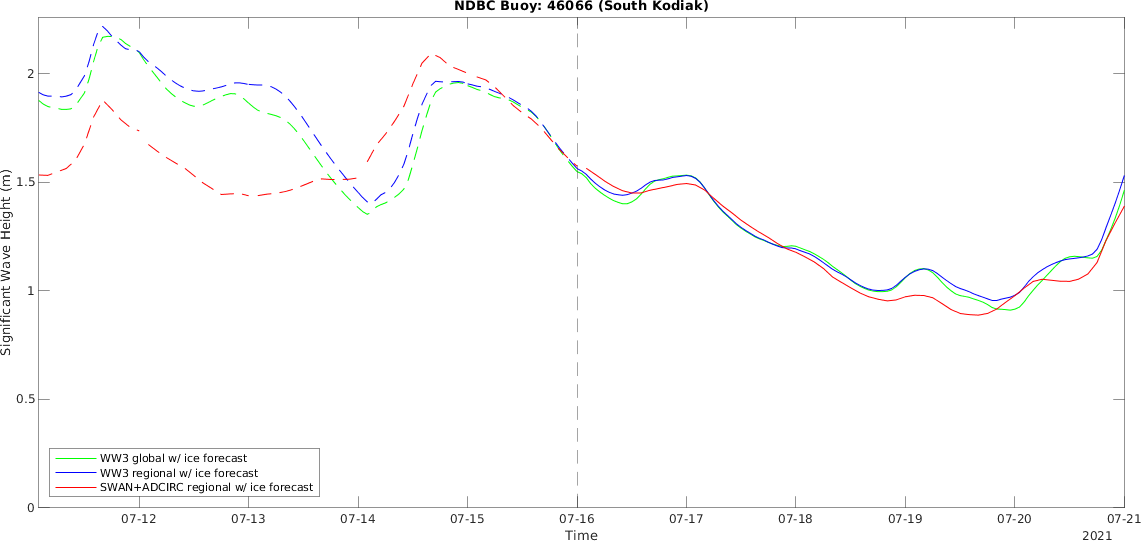 NDBC Buoy: 46066 (South Kodiak)
Significant Wave Height (m)
2
1.5
1
0.5
0
WW3 global w/ ice forecast
WW3 regional w/ ice forecast
SWAN+ADCIRC regional w/ ice forecast
07-12 07-13 07-14 07-15 07-16 07-17 07-18 07-19 07-20 07-21
Time
2021